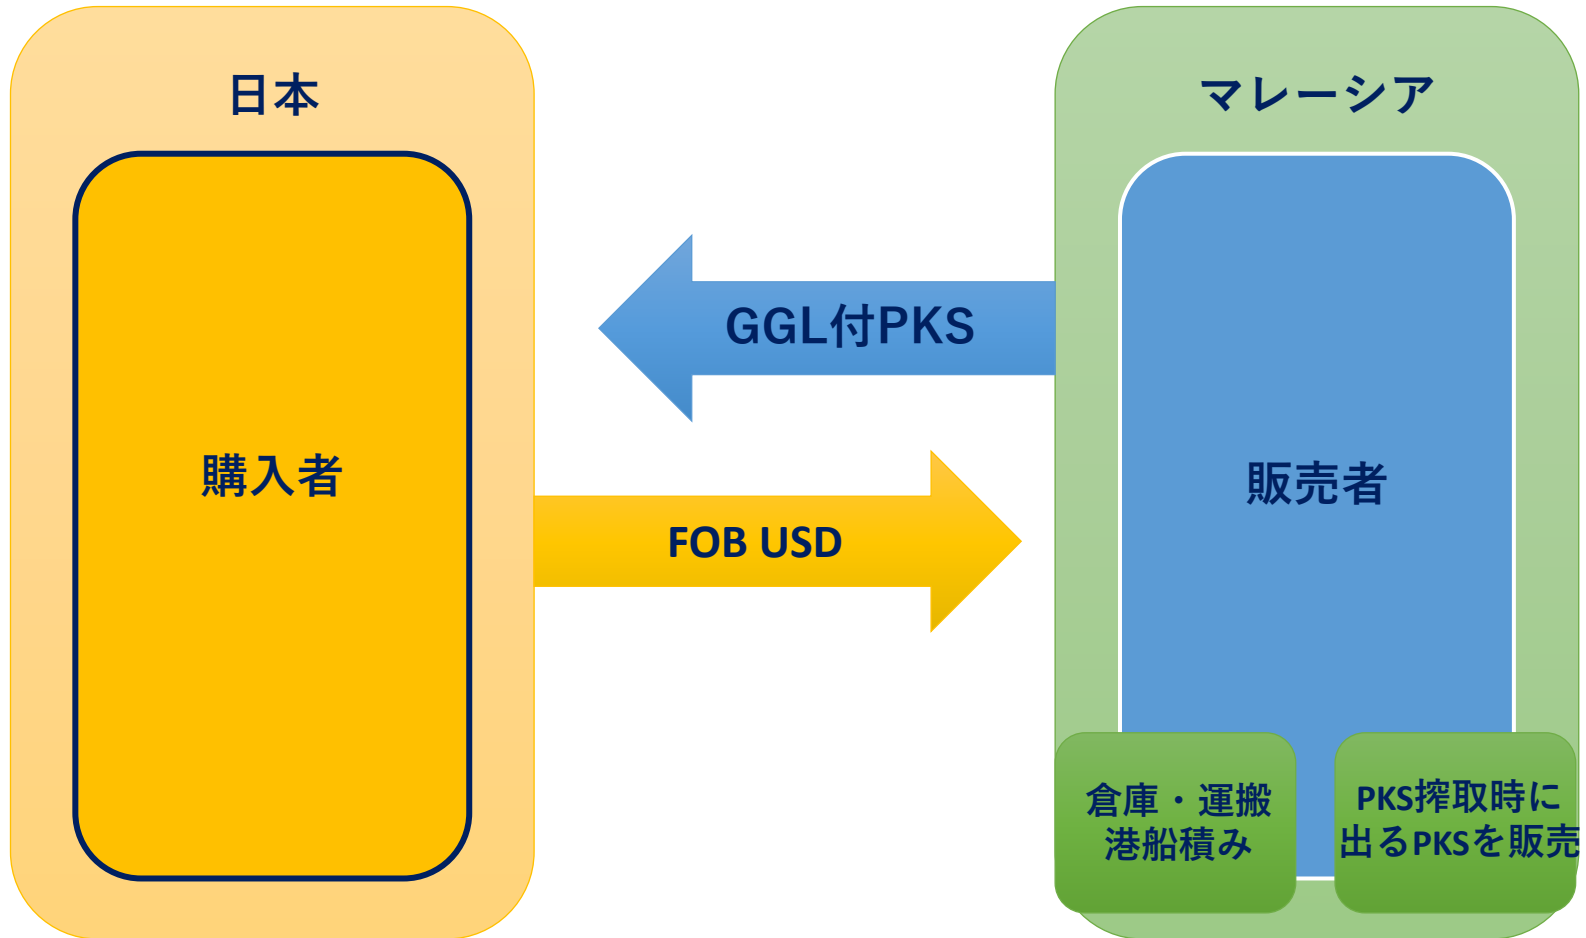 日本
マレーシア
GGL付PKS
購入者
販売者
FOB USD
倉庫・運搬
港船積み
PKS搾取時に
出るPKSを販売